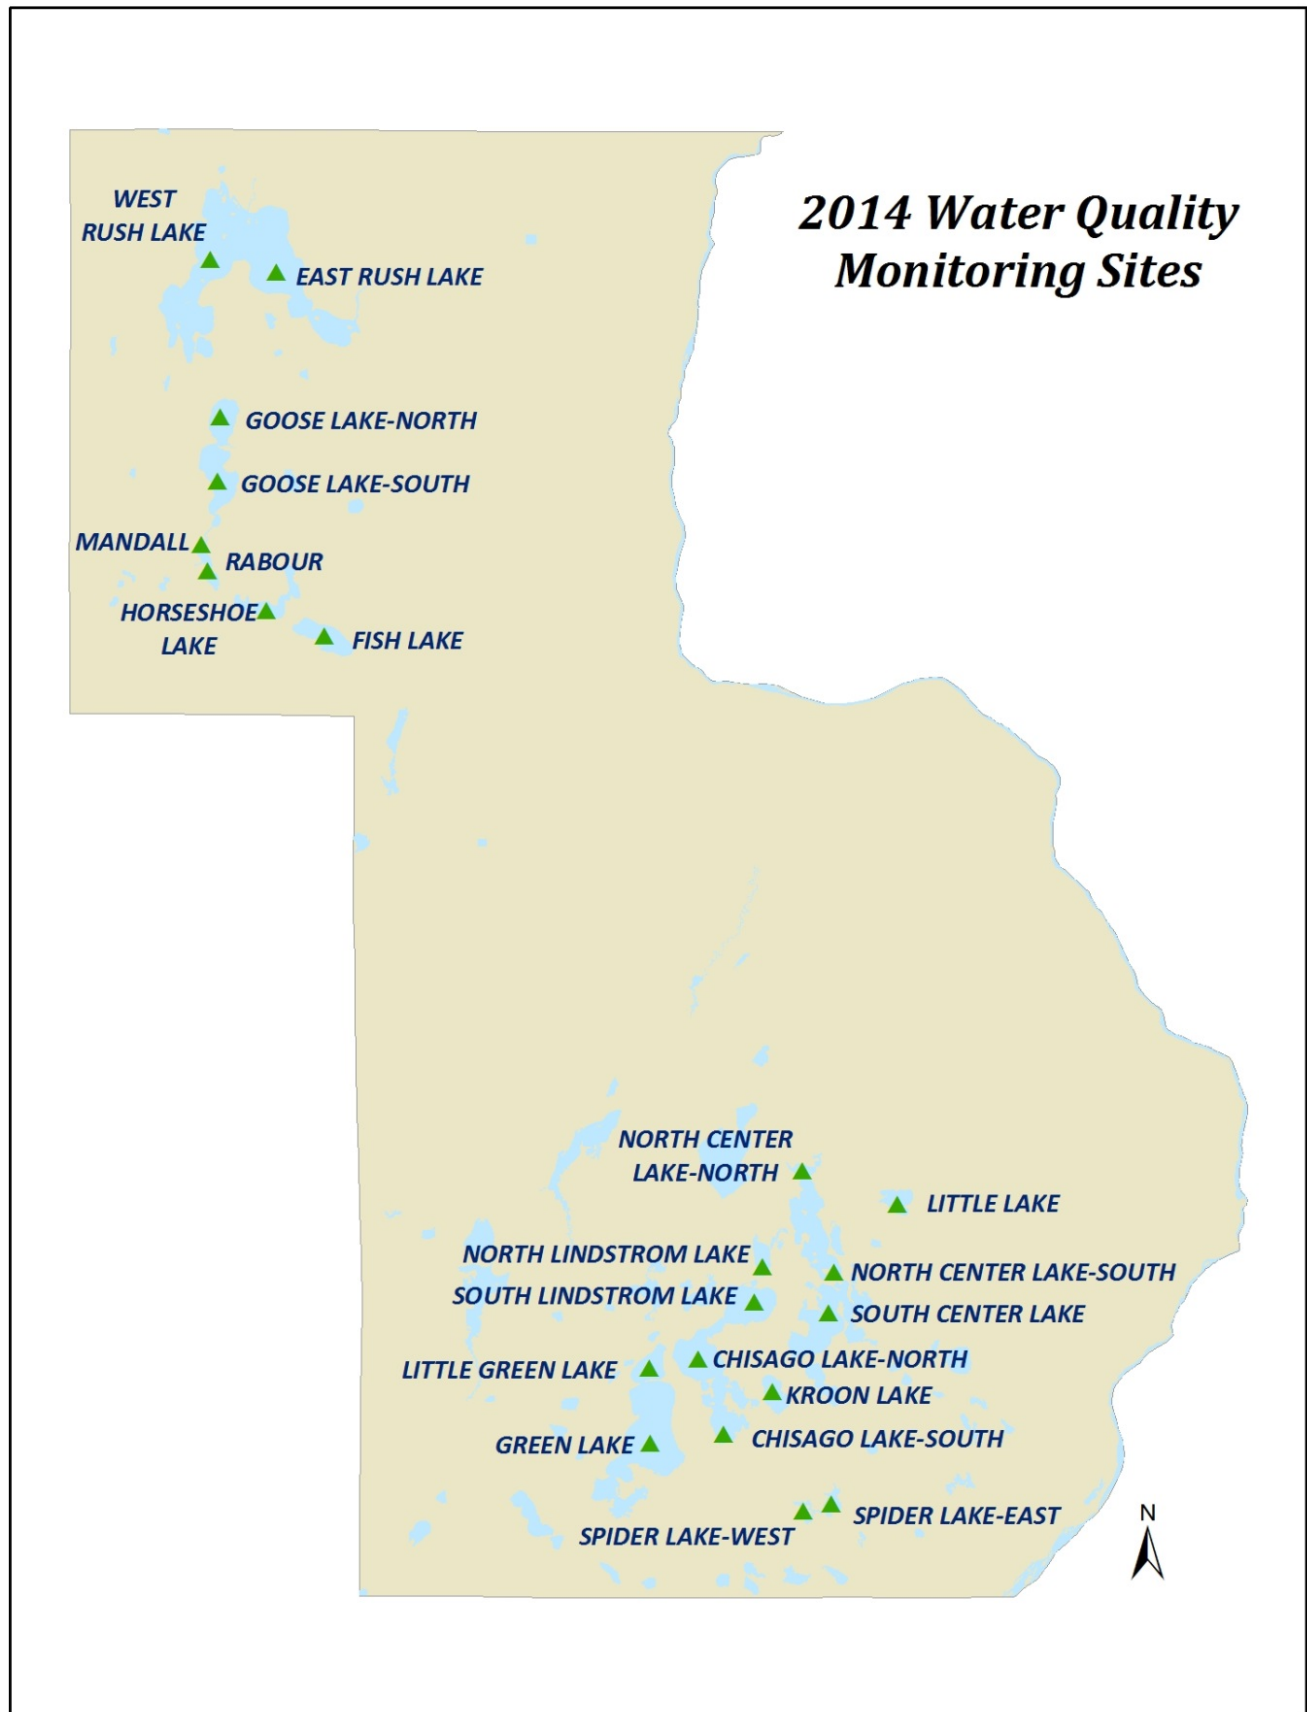 2014 Water Quality
Monitoring Sites
WEST
RUSH LAKE
EAST RUSH LAKE
GOOSE LAKE-NORTH
GOOSE LAKE-SOUTH
MANDALL
RABOUR
HORSESHOE
LAKE
FISH LAKE
NORTH CENTER
LAKE-NORTH
LITTLE LAKE
NORTH LINDSTROM LAKE
NORTH CENTER LAKE-SOUTH
SOUTH LINDSTROM LAKE
SOUTH CENTER LAKE
CHISAGO LAKE-NORTH
LITTLE GREEN LAKE
KROON LAKE
CHISAGO LAKE-SOUTH
GREEN LAKE
SPIDER LAKE-EAST
SPIDER LAKE-WEST
N